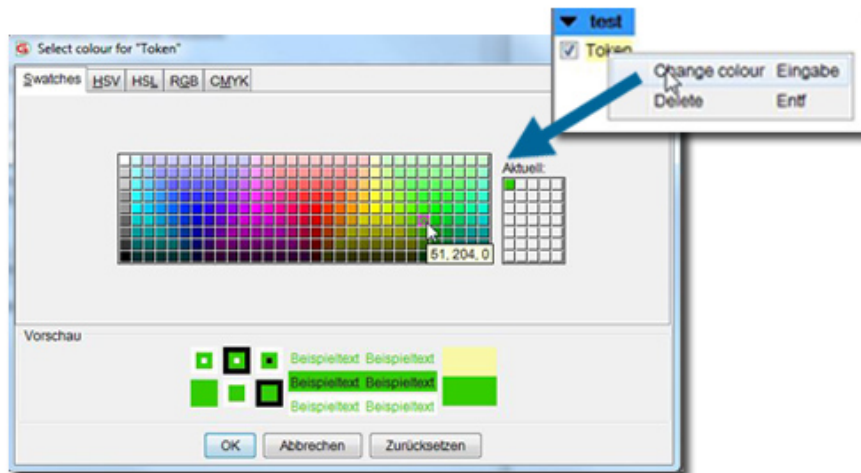 test
Token
Change colour Eingabe
Delete Entf
Select colour for "Token"
Swatches HSV HSL RGB CMYK
Aktuell:
51, 204, 0
Vorschau
Beispieltext Beispieltext
Beispieltext Beispieltext
Beispieltext Beispieltext
OK Abbrechen Zurücksetzen